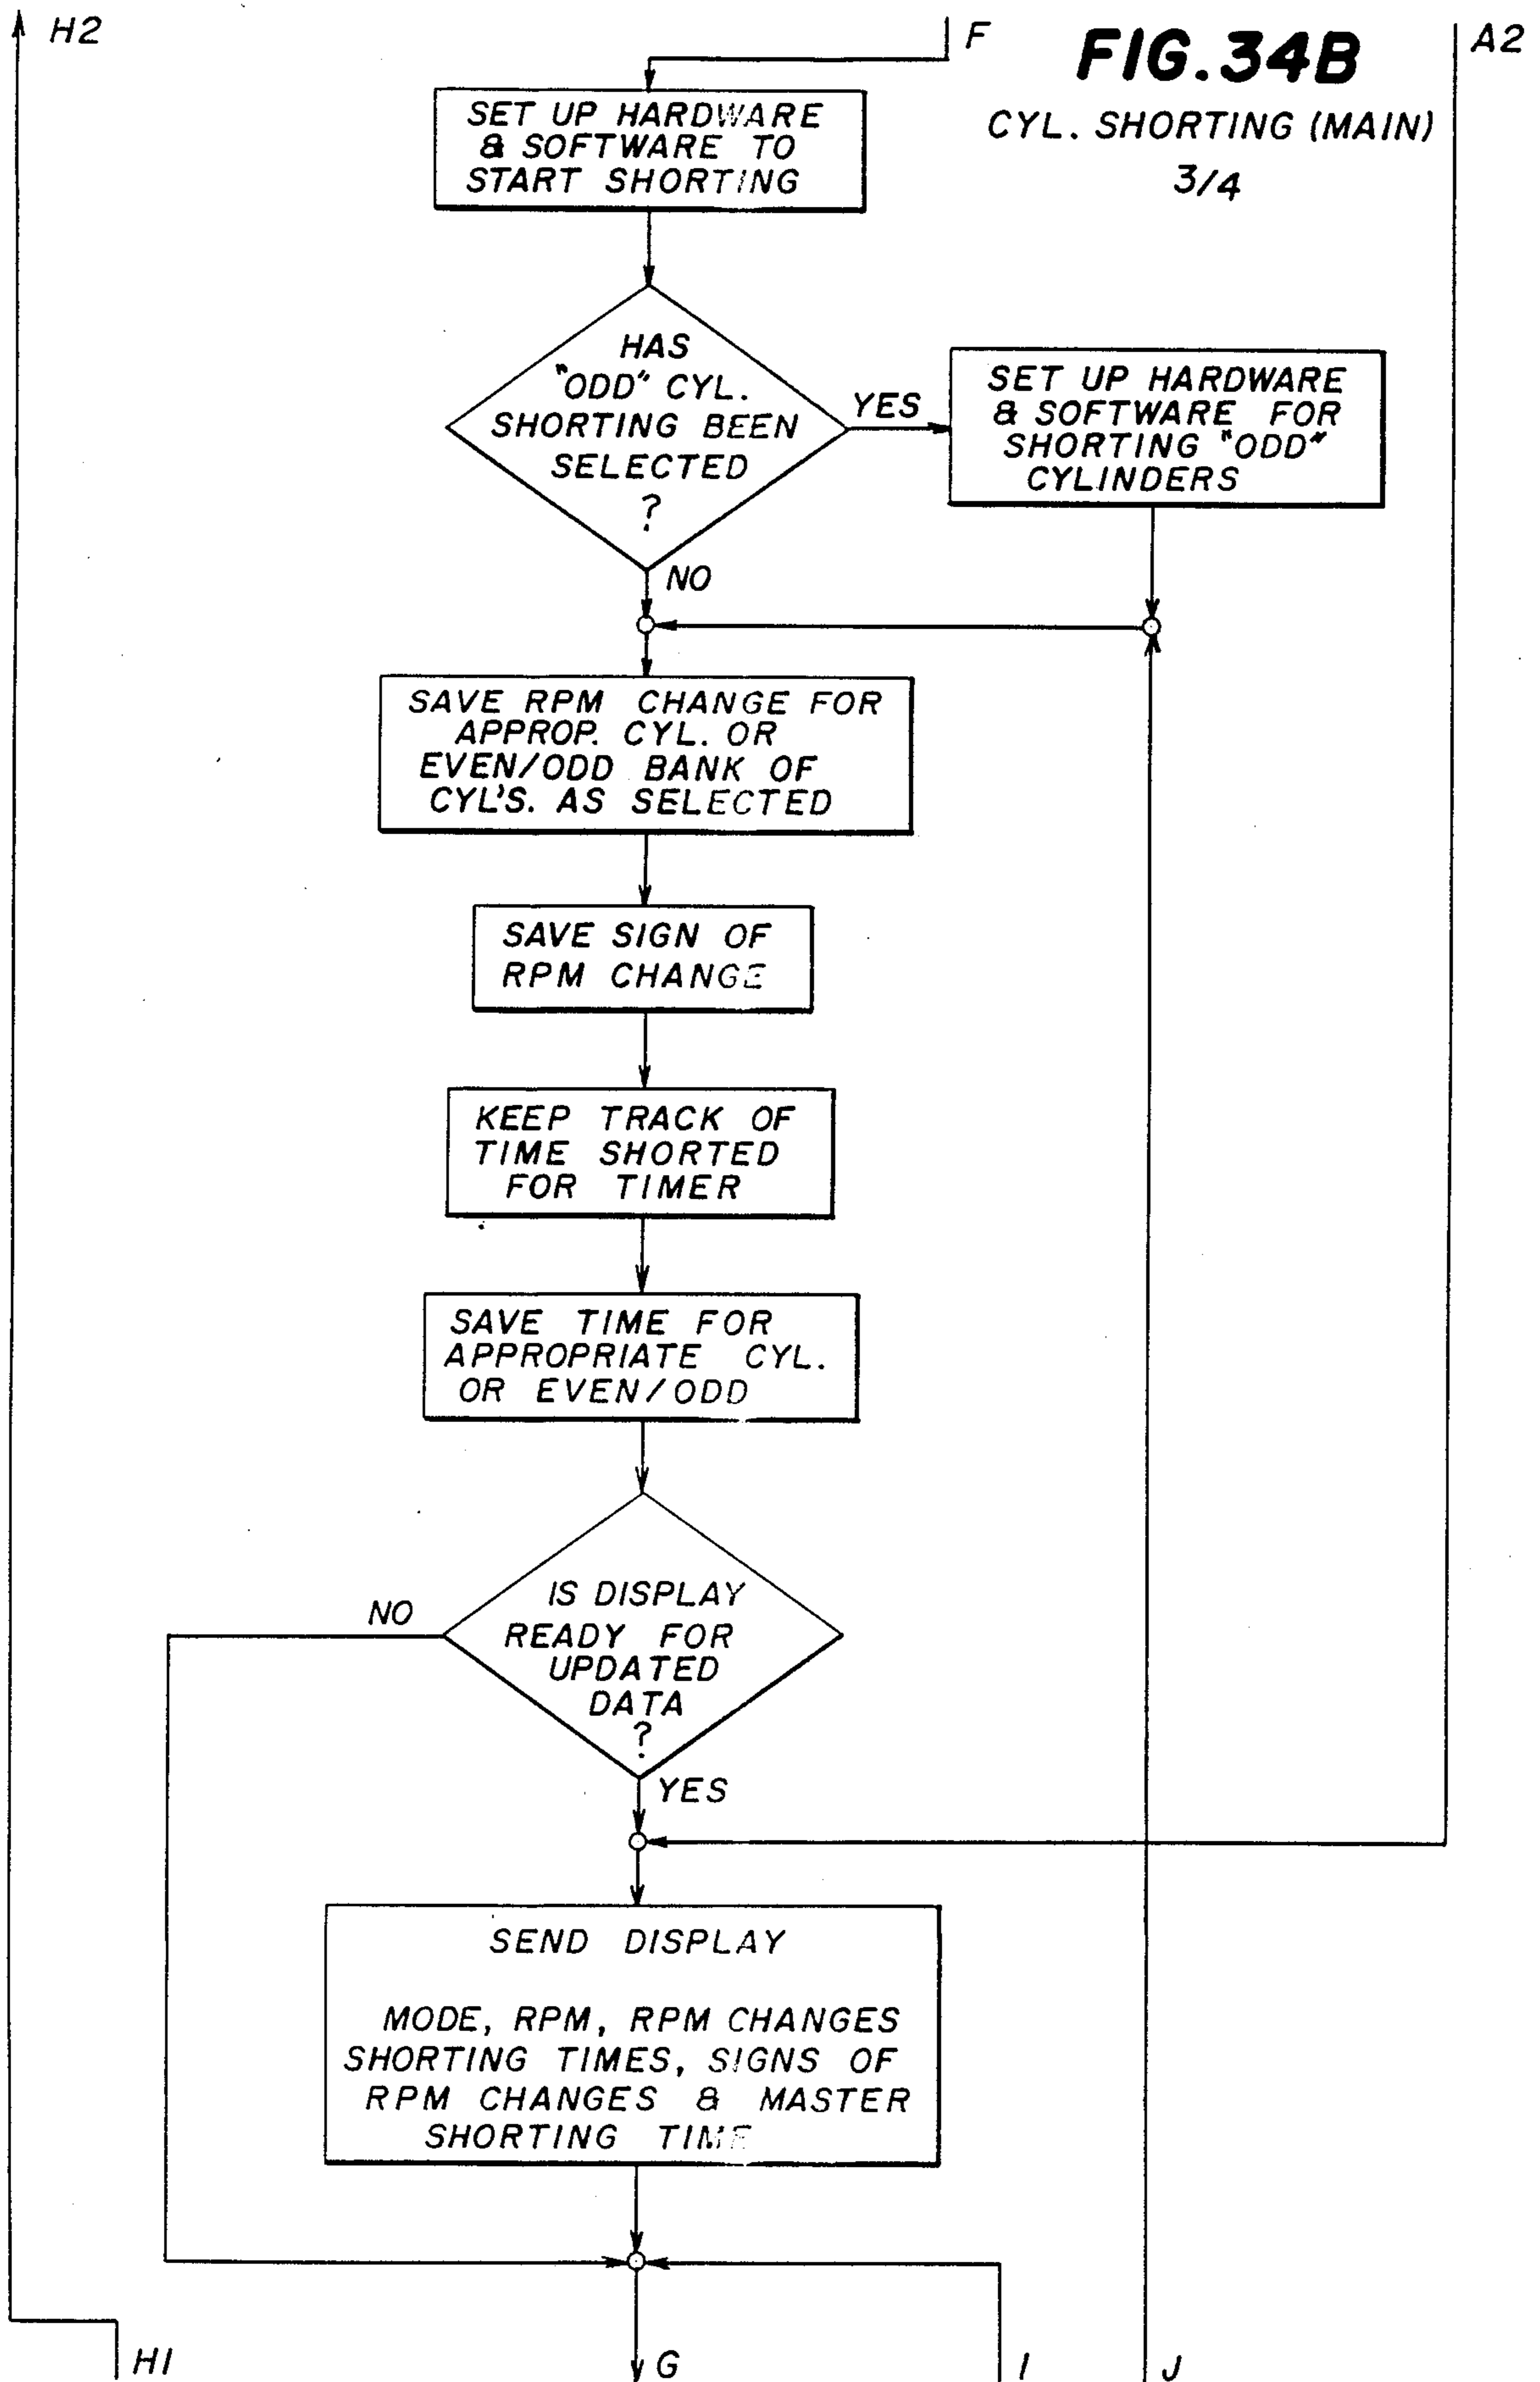 H2
F
FIG.34B
A2
CYL. SHORTING (MAIN)
3/4
SET UP HARDWARE
& SOFTWARE TO
START SHORTING
HAS
"ODD" CYL.
SHORTING BEEN
SELECTED
?
YES
SET UP HARDWARE
& SOFTWARE FOR
SHORTING "ODD"
CYLINDERS
NO
SAVE RPM CHANGE FOR
APPROP. CYL. OR
EVEN/ODD BANK OF
CYL'S. AS SELECTED
SAVE SIGN OF
RPM CHANGE
KEEP TRACK OF
TIME SHORTED
FOR TIMER
SAVE TIME FOR
APPROPRIATE CYL.
OR EVEN/ODD
IS DISPLAY
READY FOR
UPDATED
DATA
?
NO
YES
SEND DISPLAY
MODE, RPM, RPM CHANGES
SHORTING TIMES, SIGNS OF
RPM CHANGES & MASTER
SHORTING TIME
H1
G
I
J